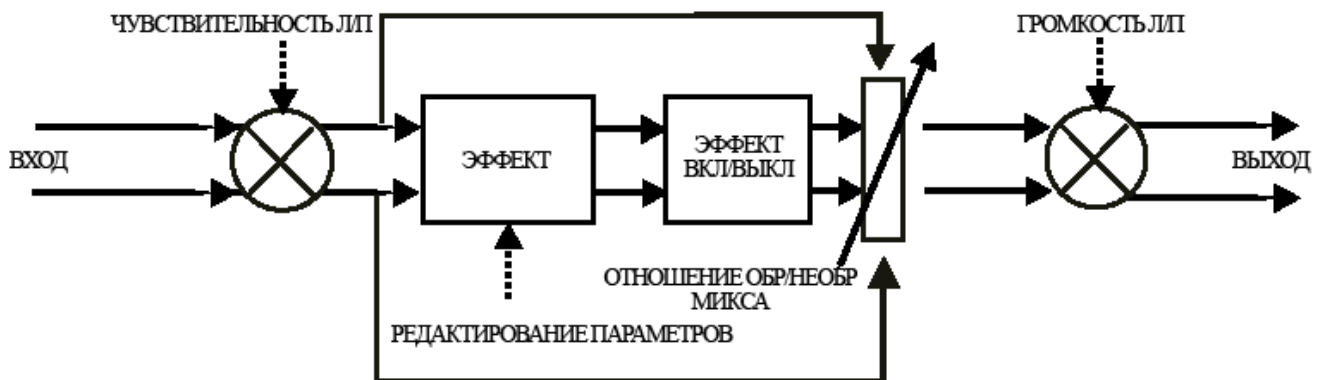 ЧУВСТВИТЕЛЬНОСТЬ Л/П
ГРОМКОСТЬ Л/П
ВХОД
ЭФФЕКТ
ЭФФЕКТ
ВКЛ/ВЫКЛ
ВЫХОД
ОТНОШЕНИЕ ОБР/НЕОБР
МИКСА
РЕДАКТИРОВАНИЕ ПАРАМЕТРОВ